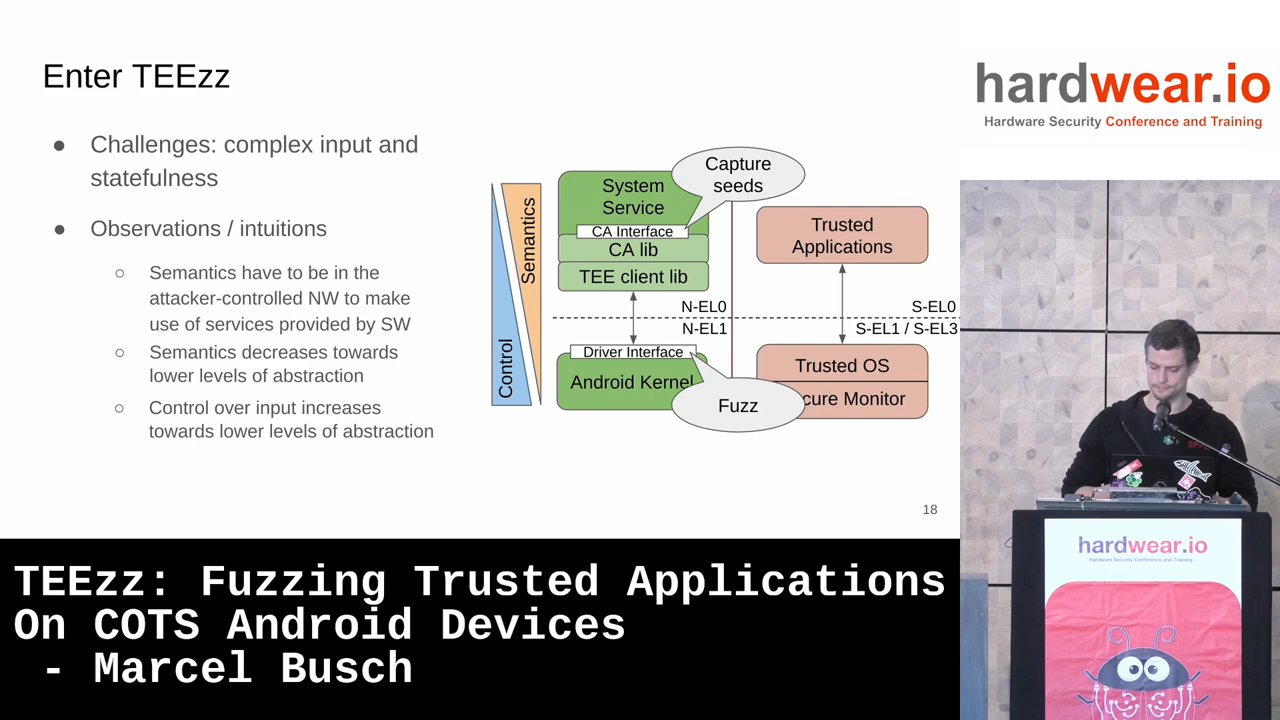 Enter TEEzz
● Challenges: complex input and
statefulness
● Observations / intuitions
○ Semantics have to be in the
attacker-controlled NW to make
use of services provided by SW
○ Semantics decreases towards
lower levels of abstraction
○ Control over input increases
towards lower levels of abstraction
Semantics
Control
Capture
seeds
System
Service
CA Interface
CA lib
TEE client lib
Trusted
Applications
N-EL0
S-EL0
N-EL1
S-EL1 / S-EL3
Driver Interface
Android Kernel
Fuzz
Trusted OS
cure Monitor
18
hardwear.io
Hardware Security Conference and Training
hardwear.io
Hardware Security Conference and Training
TEEzz: Fuzzing Trusted Applications
On COTS Android Devices
- Marcel Busch